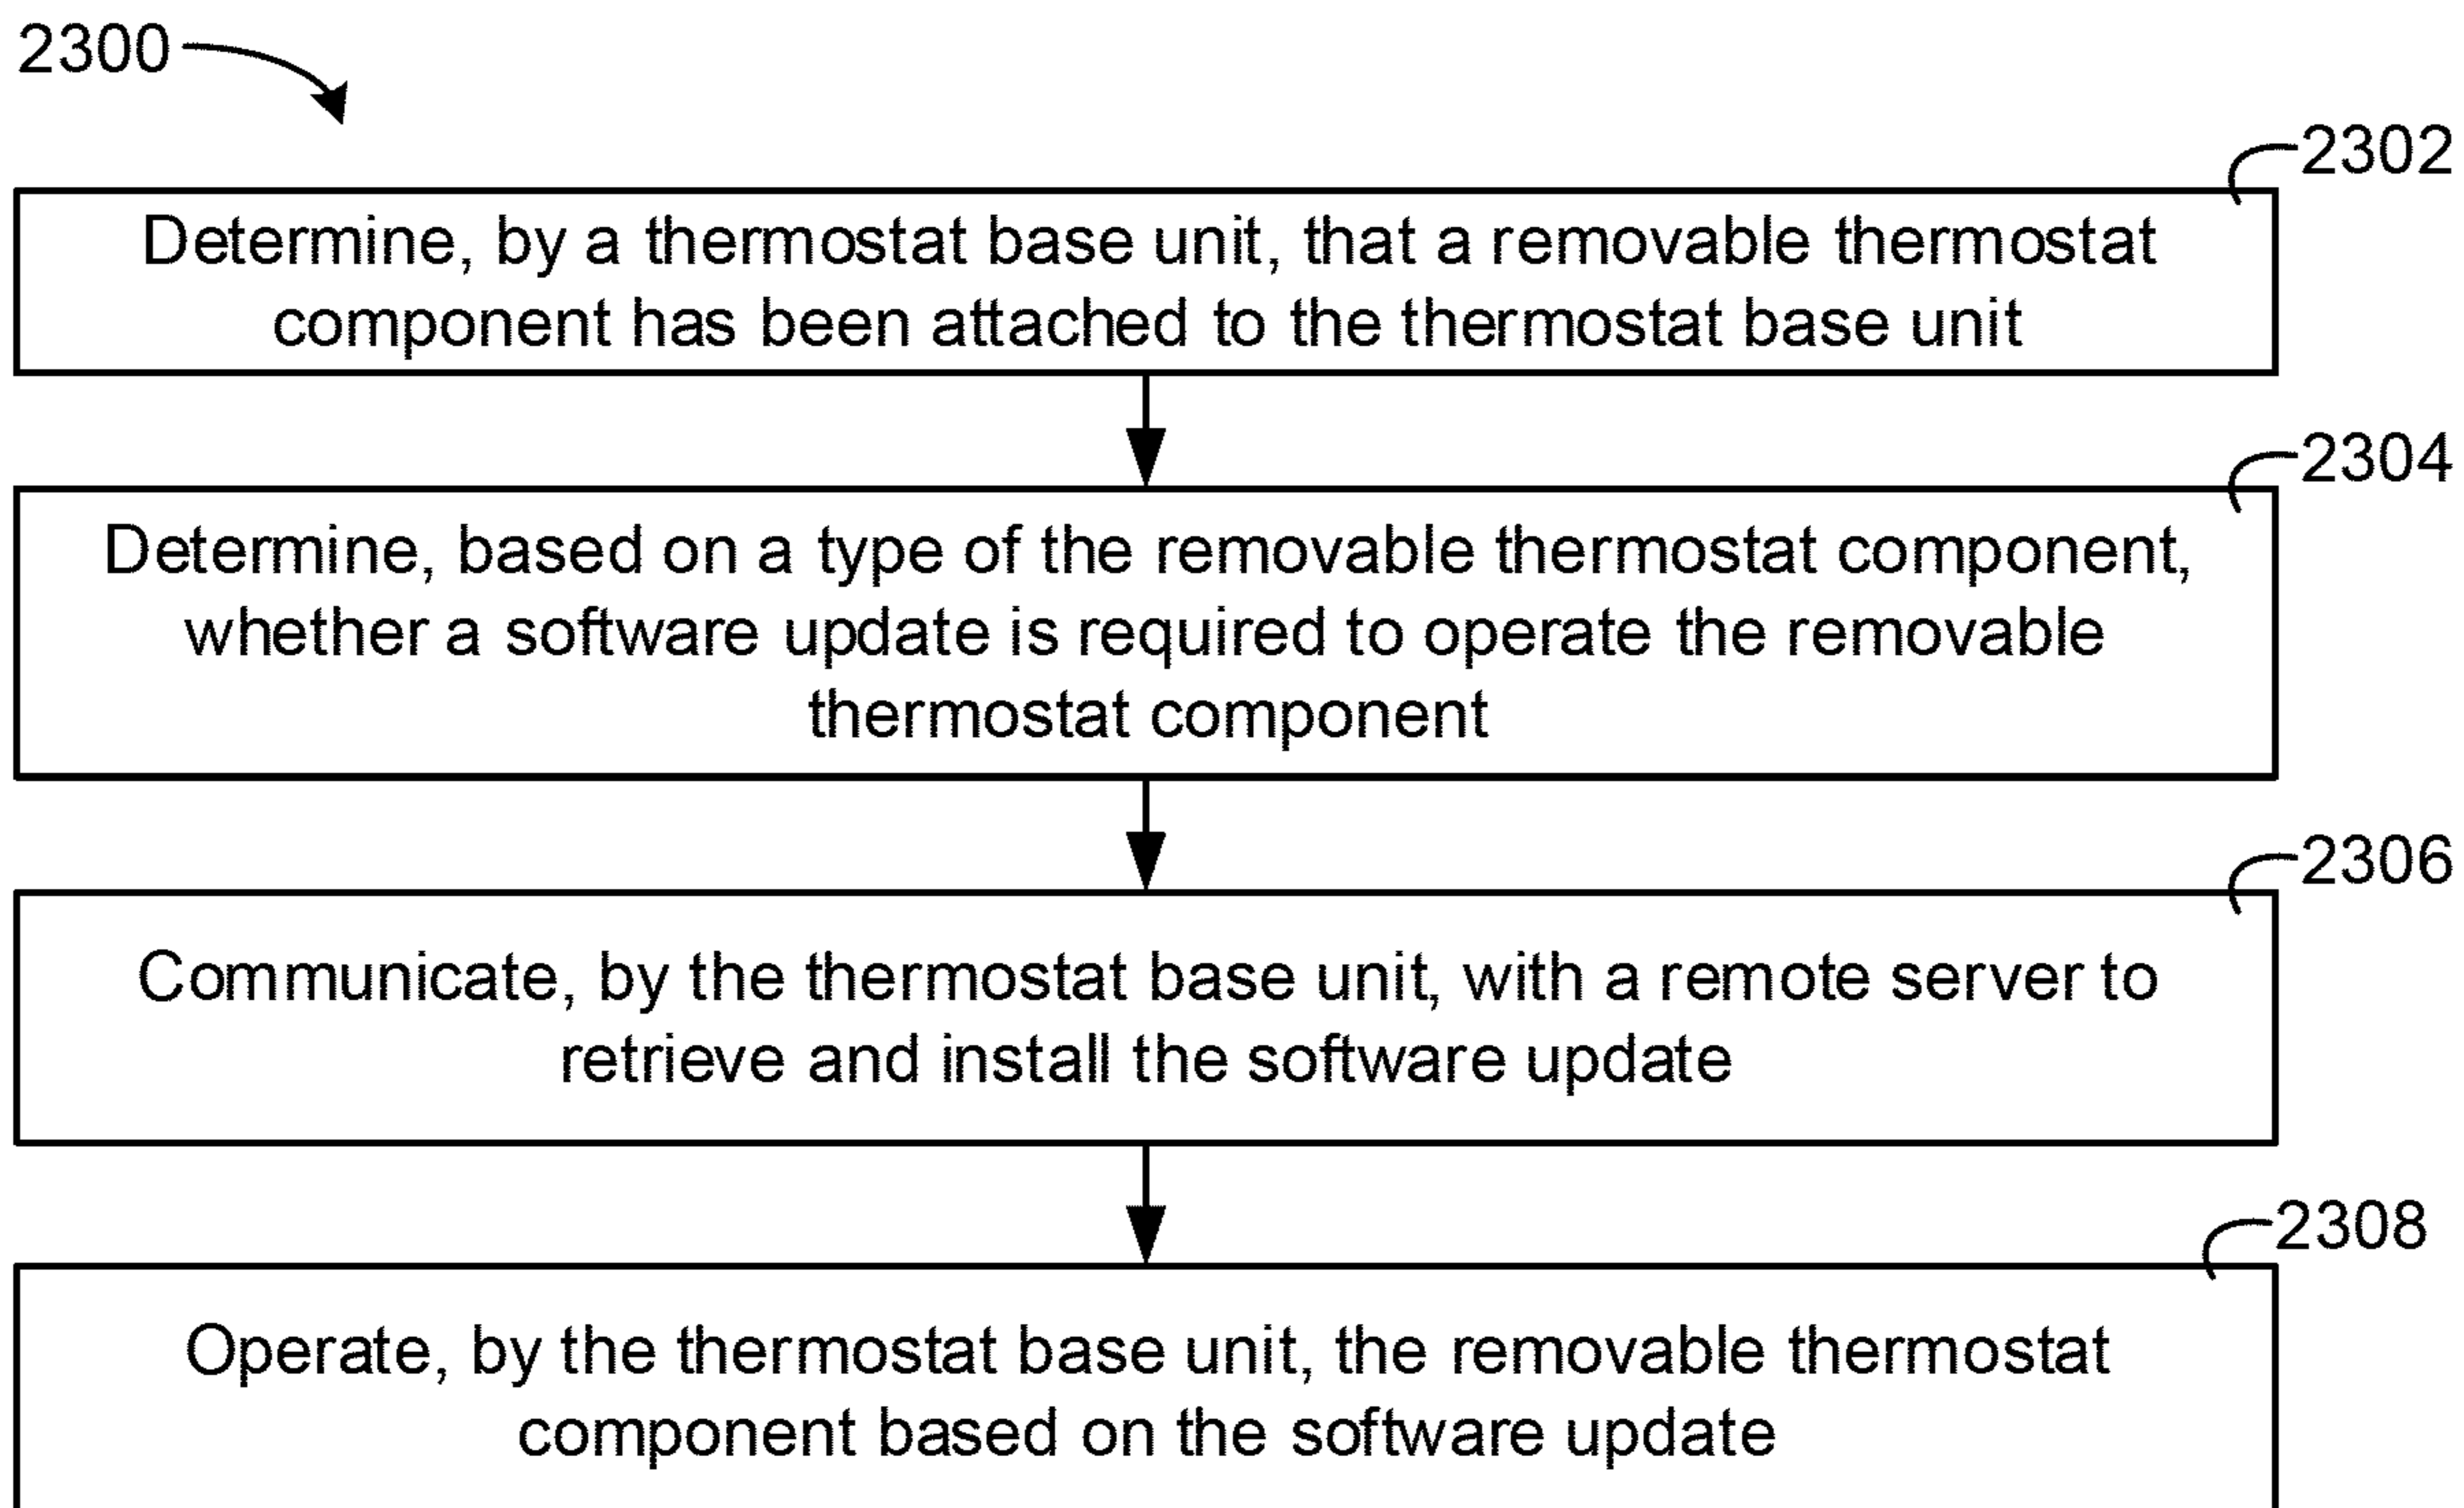 2300
2302
Determine, by a thermostat base unit, that a removable thermostat
component has been attached to the thermostat base unit
2304
Determine, based on a type of the removable thermostat component,
whether a software update is required to operate the removable
thermostat component
2306
Communicate, by the thermostat base unit, with a remote server to
retrieve and install the software update
2308
Operate, by the thermostat base unit, the removable thermostat
component based on the software update